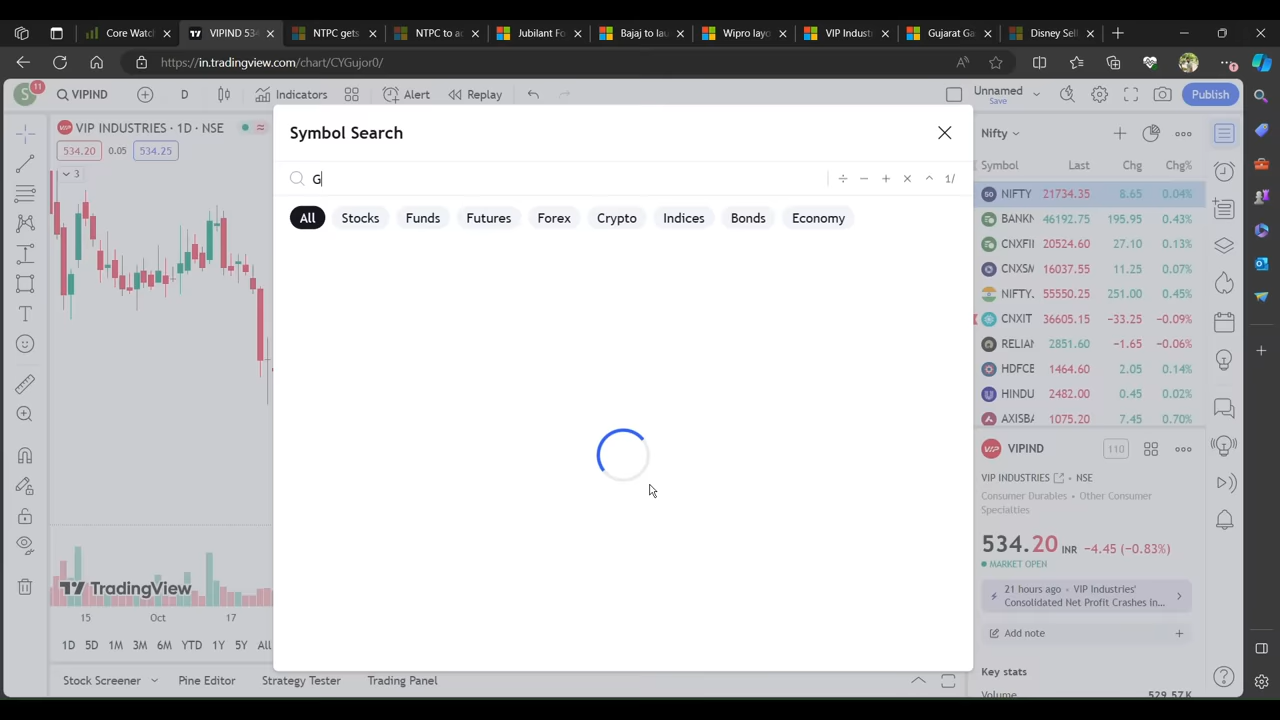 Core Watch
VIPIND 534
NTPC gets
NTPC to ac
Jubilant Fo
Bajaj to lau
Wipro layo
VIP Indust
Gujarat Ga
Disney Sell
https://in.tradingview.com/chart/CYGujor0/
S
11
VIPIND
D
Indicators
Alert
Replay
Unnamed
Save
Publish
VIP INDUSTRIES · 1D · NSE
534.20
0.05
534.25
3
Symbol Search
G
÷ − + × ^ 1/
All
Stocks
Funds
Futures
Forex
Crypto
Indices
Bonds
Economy
Nifty
Symbol Last Chg Chg%
NIFTY 21734.35 8.65 0.04%
BANKN 46192.75 195.95 0.43%
CNXFII 20524.60 27.10 0.13%
CNXSM 16037.55 11.25 0.07%
NIFTY. 55550.25 251.00 0.45%
CNXIT 36605.15 −33.25 −0.09%
RELIAN 2851.60 −1.65 −0.06%
HDFCB 1464.60 2.05 0.14%
HINDU 2482.00 0.45 0.02%
AXISBA 1075.20 7.45 0.70%
VIP
VIPIND
110
VIP INDUSTRIES • NSE
Consumer Durables • Other Consumer
Specialties
534.20 INR −4.45 (−0.83%)
MARKET OPEN
21 hours ago • VIP Industries'
Consolidated Net Profit Crashes in...
Add note
Key stats
Volume 529.57K
TradingView
15 Oct 17
1D 5D 1M 3M 6M YTD 1Y 5Y All
Stock Screener
Pine Editor
Strategy Tester
Trading Panel